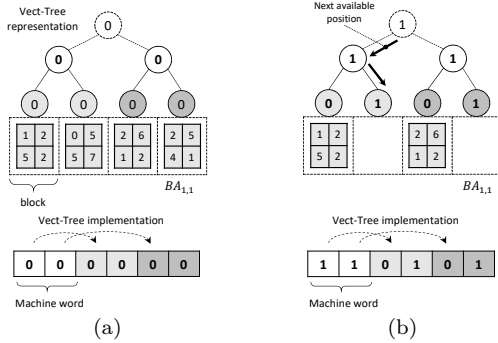 Vect-Tree
representation
0
0 0
0 0 0 0
1 2 0 5 2 6 2 5
5 2 5 7 1 2 4 1
BA1,1
block
Vect-Tree implementation
0 0 0 0 0 0
Machine word
(a)
Next available
position
1
1 1
0 1 0 1
1 2 2 6
5 2 1 2
BA1,1
Vect-Tree implementation
1 1 0 1 0 1
Machine word
(b)